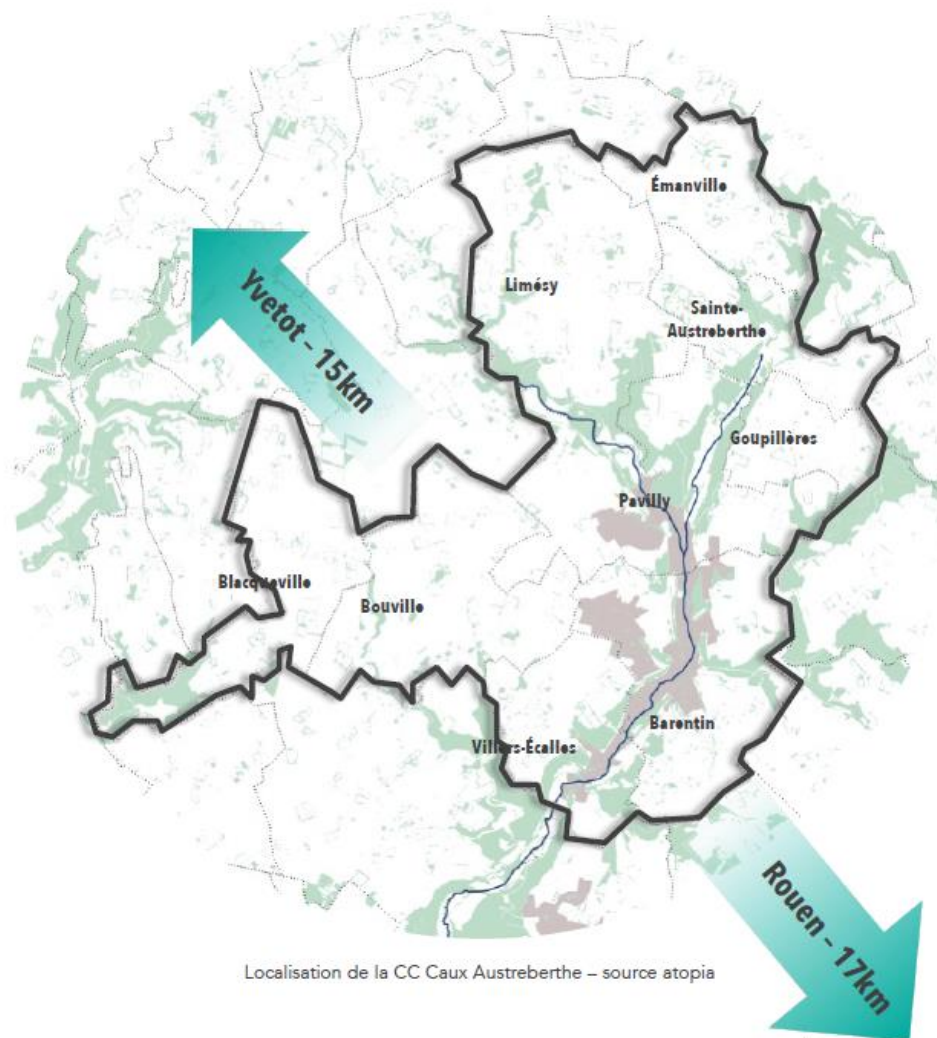 Émanville
Limésy
Sainte-
Austreberthe
Yvetot - 15km
Goupillères
Pavilly
Blacqueville
Bouville
Barentin
Villers-Écalles
Rouen - 17km
Localisation de la CC Caux Austreberthe – source atopia